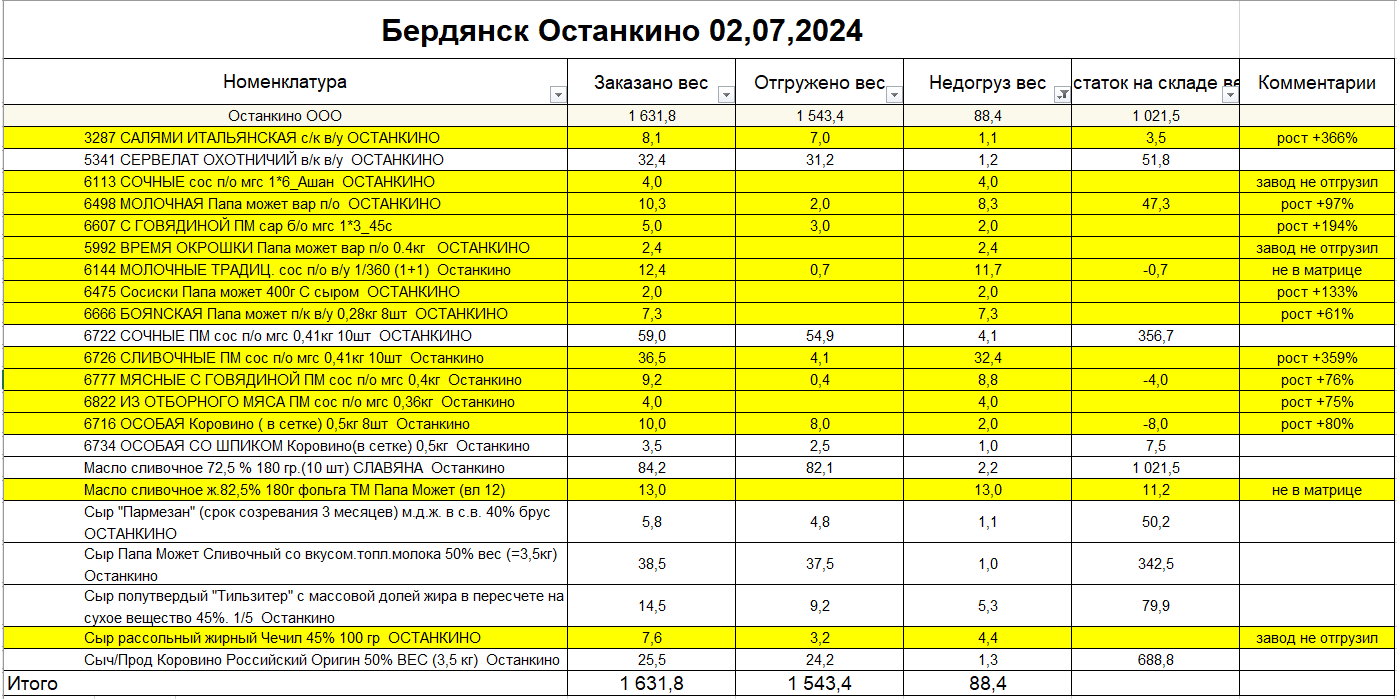 Бердянск Останкино 02,07,2024
Номенклатура Заказано вес Отгружено вес Недогруз вес статок на складе ве Комментарии
Останкино ООО 1 631,8 1 543,4 88,4 1 021,5
3287 САЛЯМИ ИТАЛЬЯНСКАЯ с/к в/у ОСТАНКИНО 8,1 7,0 1,1 3,5 рост +366%
5341 СЕРВЕЛАТ ОХОТНИЧИЙ в/к в/у ОСТАНКИНО 32,4 31,2 1,2 51,8
6113 СОЧНЫЕ сос п/о мгс 1*6_Ашан ОСТАНКИНО 4,0 4,0 завод не отгрузил
6498 МОЛОЧНАЯ Папа может вар п/о ОСТАНКИНО 10,3 2,0 8,3 47,3 рост +97%
6607 С ГОВЯДИНОЙ ПМ сар б/о мгс 1*3_45с 5,0 3,0 2,0 рост +194%
5992 ВРЕМЯ ОКРОШКИ Папа может вар п/о 0.4кг ОСТАНКИНО 2,4 2,4 завод не отгрузил
6144 МОЛОЧНЫЕ ТРАДИЦ. сос п/о в/у 1/360 (1+1) Останкино 12,4 0,7 11,7 -0,7 не в матрице
6475 Сосиски Папа может 400г С сыром ОСТАНКИНО 2,0 2,0 рост +133%
6666 БОЯNСКАЯ Папа может п/к в/у 0,28кг 8шт ОСТАНКИНО 7,3 7,3 рост +61%
6722 СОЧНЫЕ ПМ сос п/о мгс 0,41кг 10шт ОСТАНКИНО 59,0 54,9 4,1 356,7
6726 СЛИВОЧНЫЕ ПМ сос п/о мгс 0,41кг 10шт Останкино 36,5 4,1 32,4 рост +359%
6777 МЯСНЫЕ С ГОВЯДИНОЙ ПМ сос п/о мгс 0,4кг Останкино 9,2 0,4 8,8 -4,0 рост +76%
6822 ИЗ ОТБОРНОГО МЯСА ПМ сос п/о мгс 0,36кг Останкино 4,0 4,0 рост +75%
6716 ОСОБАЯ Коровино ( в сетке) 0,5кг 8шт Останкино 10,0 8,0 2,0 -8,0 рост +80%
6734 ОСОБАЯ СО ШПИКОМ Коровино(в сетке) 0,5кг Останкино 3,5 2,5 1,0 7,5
Масло сливочное 72,5 % 180 гр.(10 шт) СЛАВЯНА Останкино 84,2 82,1 2,2 1 021,5
Масло сливочное ж.82,5% 180г фольга ТМ Папа Может (вл 12) 13,0 13,0 11,2 не в матрице
Сыр "Пармезан" (срок созревания 3 месяцев) м.д.ж. в с.в. 40% брус
ОСТАНКИНО 5,8 4,8 1,1 50,2
Сыр Папа Может Сливочный со вкусом.топл.молока 50% вес (=3,5кг)
Останкино 38,5 37,5 1,0 342,5
Сыр полутвердый "Тильзитер" с массовой долей жира в пересчете на
сухое вещество 45%. 1/5 Останкино 14,5 9,2 5,3 79,9
Сыр рассольный жирный Чечил 45% 100 гр ОСТАНКИНО 7,6 3,2 4,4 завод не отгрузил
Сыч/Прод Коровино Российский Оригин 50% ВЕС (3,5 кг) Останкино 25,5 24,2 1,3 688,8
Итого 1 631,8 1 543,4 88,4